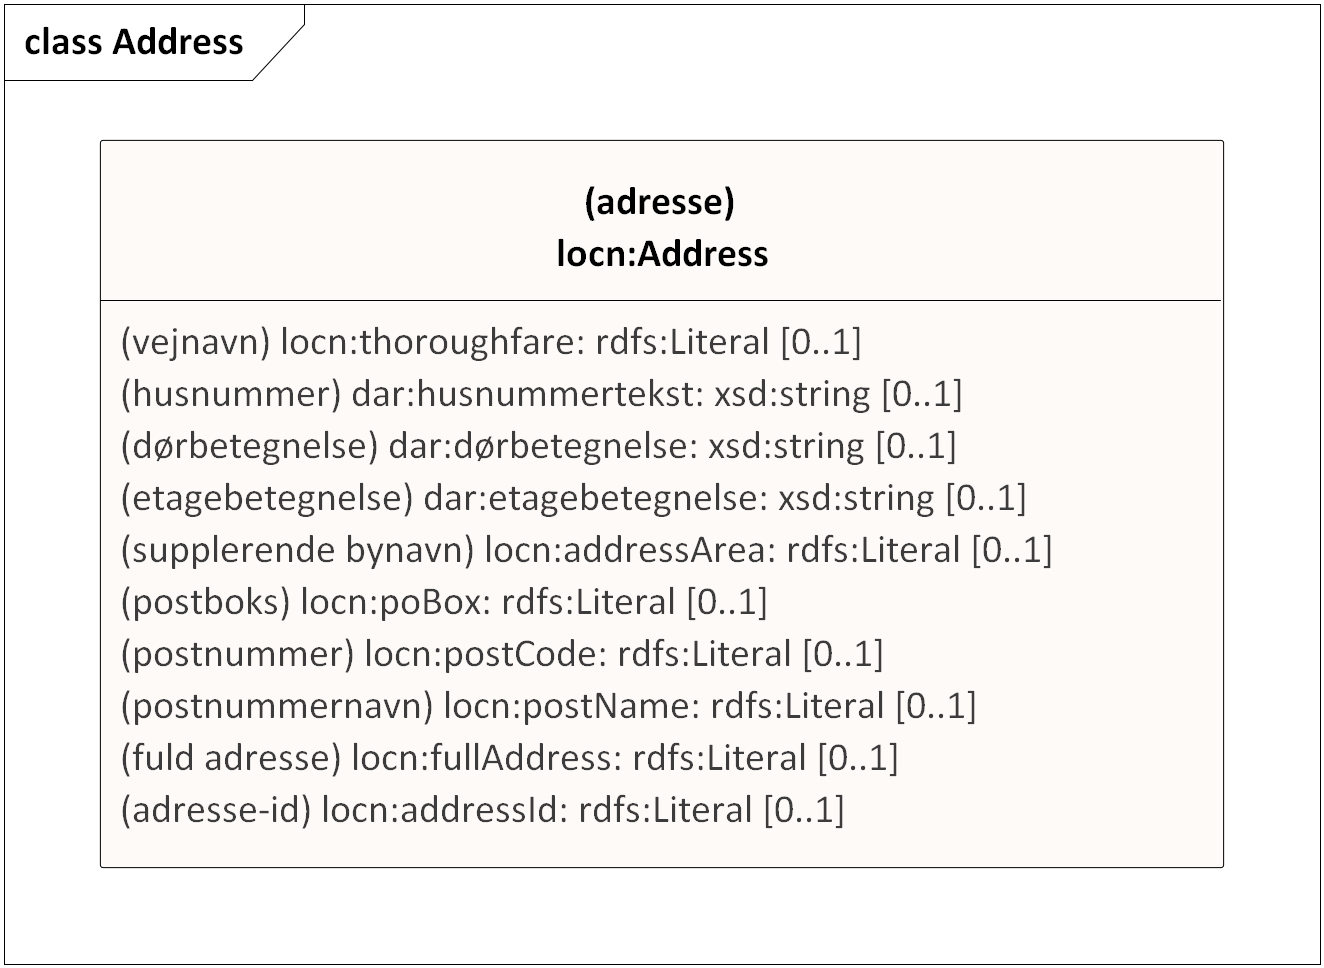 class Address
(adresse)
locn:Address
(vejnavn) locn:thoroughfare: rdfs:Literal [0..1]
(husnummer) dar:husnummertekst: xsd:string [0..1]
(dørbetegnelse) dar:dørbetegnelse: xsd:string [0..1]
(etagebetegnelse) dar:etagebetegnelse: xsd:string [0..1]
(supplerende bynavn) locn:addressArea: rdfs:Literal [0..1]
(postboks) locn:poBox: rdfs:Literal [0..1]
(postnummer) locn:postCode: rdfs:Literal [0..1]
(postnummernavn) locn:postName: rdfs:Literal [0..1]
(fuld adresse) locn:fullAddress: rdfs:Literal [0..1]
(adresse-id) locn:addressId: rdfs:Literal [0..1]